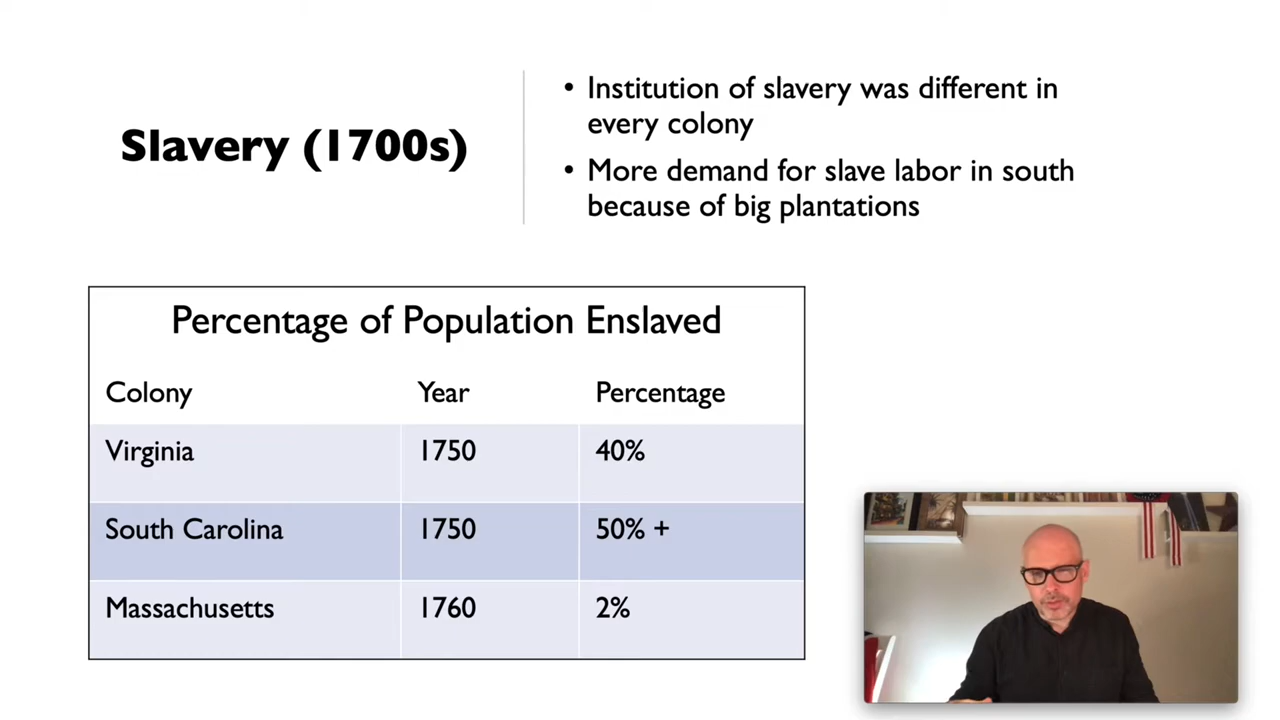 Slavery (1700s)
• Institution of slavery was different in
every colony
• More demand for slave labor in south
because of big plantations
Percentage of Population Enslaved
Colony Year Percentage
Virginia 1750 40%
South Carolina 1750 50% +
Massachusetts 1760 2%